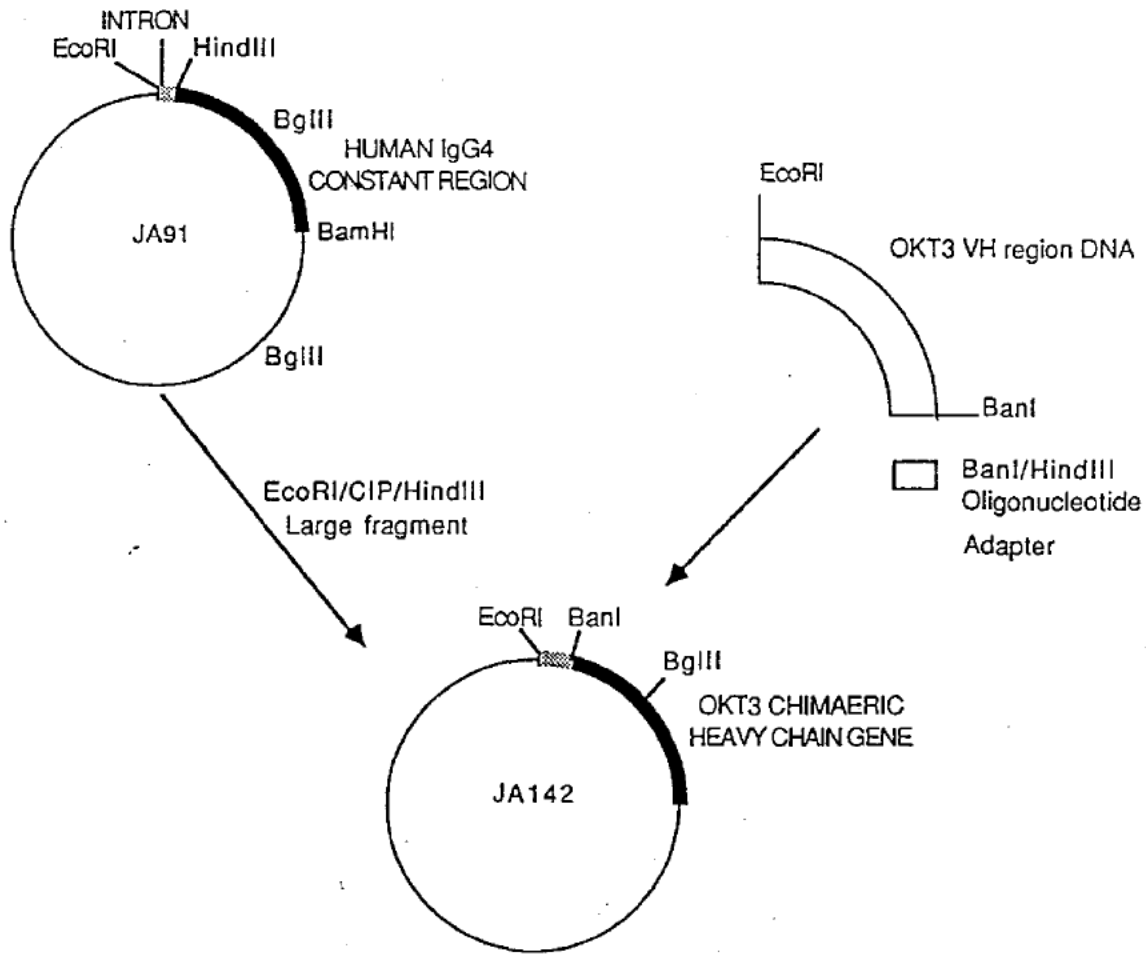 INTRON
EcoRI
HindIII
BglII
HUMAN IgG4
CONSTANT REGION
JA91
BamHI
BglII
EcoRI
OKT3 VH region DNA
BanI
BanI/HindIII
Oligonucleotide
Adapter
EcoRI/CIP/HindIII
Large fragment
EcoRI
BanI
BglII
OKT3 CHIMAERIC
HEAVY CHAIN GENE
JA142